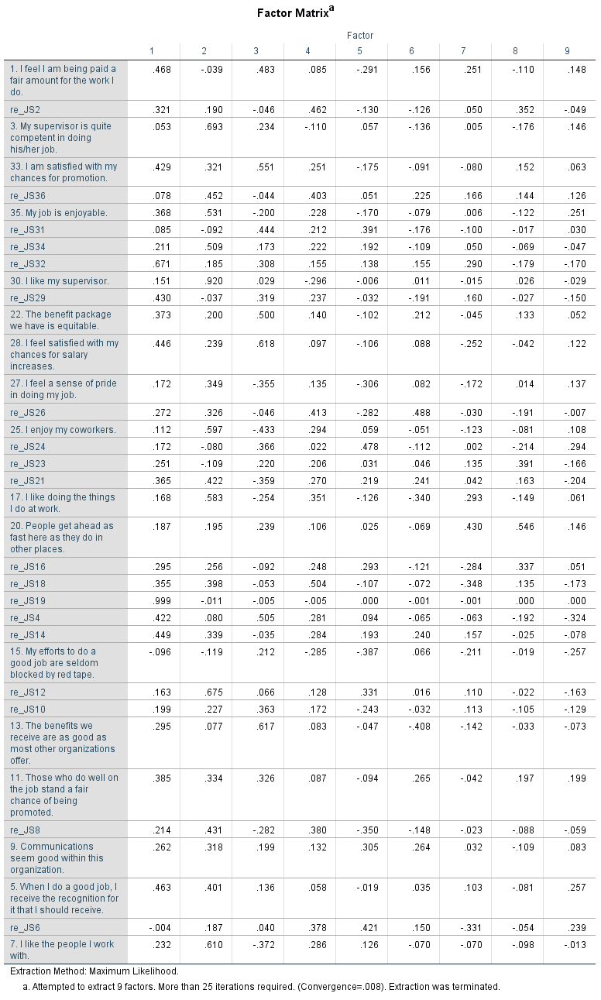 Factor Matrixa
Factor
1 2 3 4 5 6 7 8 9
1. I feel I am being paid a .468 -.039 .483 .085 -.291 .156 .251 -.110 .148
fair amount for the work I
do.
re_JS2 .321 .190 -.046 .462 -.130 -.126 .050 .352 -.049
3. My supervisor is quite .053 .693 .234 -.110 .057 -.136 .005 -.176 .146
competent in doing
his/her job.
33. I am satisfied with my .429 .321 .551 .251 -.175 -.091 -.080 .152 .063
chances for promotion.
re_JS36 .078 .452 -.044 .403 .051 .225 .166 .144 .126
35. My job is enjoyable. .368 .531 -.200 .228 -.170 -.079 .006 -.122 .251
re_JS31 .085 -.092 .444 .212 .391 -.176 -.100 -.017 .030
re_JS34 .211 .509 .173 .222 .192 -.109 .050 -.069 -.047
re_JS32 .671 .185 .308 .155 .138 .155 .290 -.179 -.170
30. I like my supervisor. .151 .920 .029 -.296 -.006 .011 -.015 .026 -.029
re_JS29 .430 -.037 .319 .237 -.032 -.191 .160 -.027 -.150
22. The benefit package .373 .200 .500 .140 -.102 .212 -.045 .133 .052
we have is equitable.
28. I feel satisfied with my .446 .239 .618 .097 -.106 .088 -.252 -.042 .122
chances for salary
increases.
27. I feel a sense of pride .172 .349 -.355 .135 -.306 .082 -.172 .014 .137
in doing my job.
re_JS26 .272 .326 -.046 .413 -.282 .488 -.030 -.191 -.007
25. I enjoy my coworkers. .112 .597 -.433 .294 .059 -.051 -.123 -.081 .108
re_JS24 .172 -.080 .366 .022 .478 -.112 .002 -.214 .294
re_JS23 .251 -.109 .220 .206 .031 .046 .135 .391 -.166
re_JS21 .365 .422 -.359 .270 .219 .241 .042 .163 -.204
17. I like doing the things .168 .583 -.254 .351 -.126 -.340 .293 -.149 .061
I do at work.
20. People get ahead as .187 .195 .239 .106 .025 -.069 .430 .546 .146
fast here as they do in
other places.
re_JS16 .295 .256 -.092 .248 .293 -.121 -.284 .337 .051
re_JS18 .355 .398 -.053 .504 -.107 -.072 -.348 .135 -.173
re_JS19 .999 -.011 -.005 -.005 .000 -.001 -.001 .000 .000
re_JS4 .422 .080 .505 .281 .094 -.065 -.063 -.192 -.324
re_JS14 .449 .339 -.035 .284 .193 .240 .157 -.025 -.078
15. My efforts to do a -.096 -.119 .212 -.285 -.387 .066 -.211 -.019 -.257
good job are seldom
blocked by red tape.
re_JS12 .163 .675 .066 .128 .331 .016 .110 -.022 -.163
re_JS10 .199 .227 .363 .172 -.243 -.032 .113 -.105 -.129
13. The benefits we .295 .077 .617 .083 -.047 -.408 -.142 -.033 -.073
receive are as good as
most other organizations
offer.
11. Those who do well on .385 .334 .326 .087 -.094 .265 -.042 .197 .199
the job stand a fair
chance of being
promoted.
re_JS8 .214 .431 -.282 .380 -.350 -.148 -.023 -.088 -.059
9. Communications .262 .318 .199 .132 .305 .264 .032 -.109 .083
seem good within this
organization.
5. When I do a good job, I .463 .401 .136 .058 -.019 .035 .103 -.081 .257
receive the recognition for
it that I should receive.
re_JS6 -.004 .187 .040 .378 .421 .150 -.331 -.054 .239
7. I like the people I work .232 .610 -.372 .286 .126 -.070 -.070 -.098 -.013
with.
Extraction Method: Maximum Likelihood.
a. Attempted to extract 9 factors. More than 25 iterations required. (Convergence=.008). Extraction was terminated.